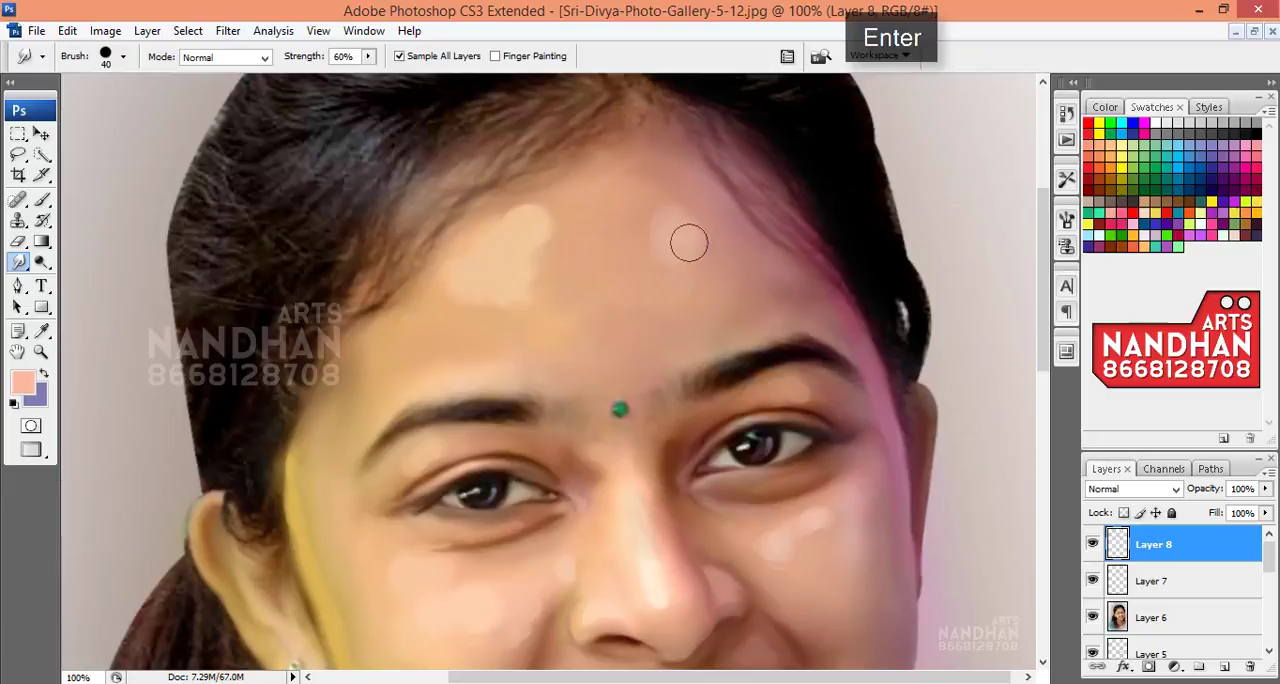 Ps
Adobe Photoshop CS3 Extended - [Sri-Divya-Photo-Gallery-5-12.jpg @ 100% (Layer 8, RGB/8#)]
File Edit Image Layer Select Filter Analysis View Window Help
Enter
Brush: 40 Mode: Normal Strength: 60% Sample All Layers Finger Painting
Workspace
Ps
T
Color Swatches Styles
A
ARTS
NANDHAN
8668128708
ARTS
NANDHAN
8668128708
ARTS
NANDHAN
8668128708
Layers Channels Paths
Normal Opacity: 100%
Lock: Fill: 100%
Layer 8
Layer 7
Layer 6
Layer 5
100% Doc: 7.29M/67.0M